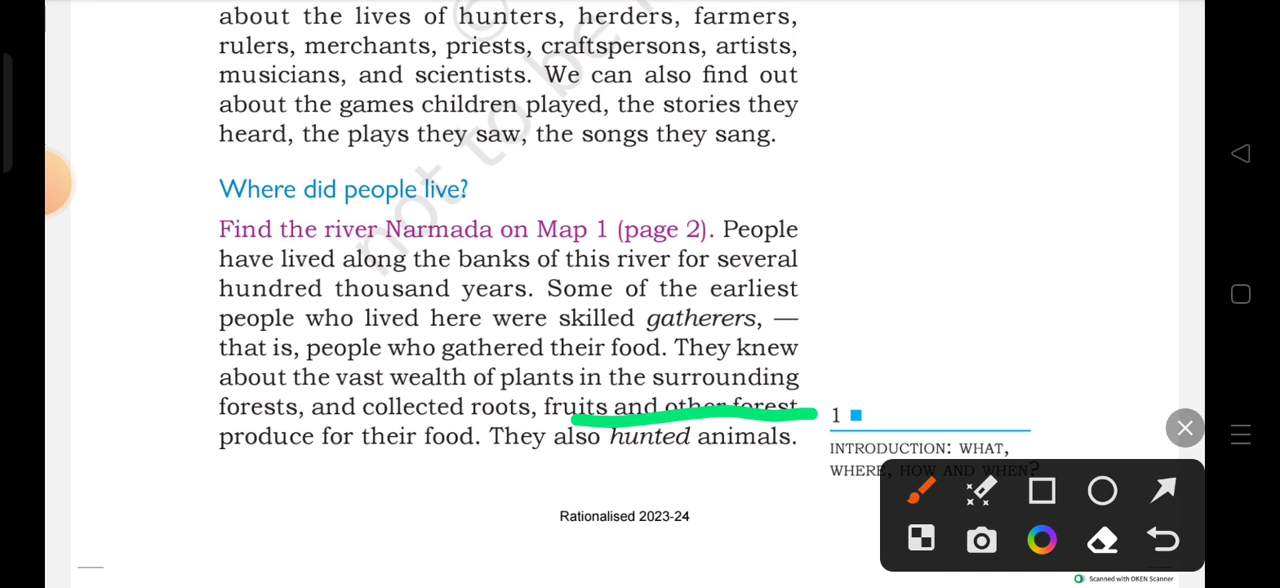 about the lives of hunters, herders, farmers,
rulers, merchants, priests, craftspersons, artists,
musicians, and scientists. We can also find out
about the games children played, the stories they
heard, the plays they saw, the songs they sang.
Where did people live?
Find the river Narmada on Map 1 (page 2). People
have lived along the banks of this river for several
hundred thousand years. Some of the earliest
people who lived here were skilled gatherers, —
that is, people who gathered their food. They knew
about the vast wealth of plants in the surrounding
forests, and collected roots, fruits and other forest
produce for their food. They also hunted animals.
1
INTRODUCTION: WHAT,
WHERE, HOW AND WHEN?
Rationalised 2023-24
Scanned with OKEN Scanner
©
not to be